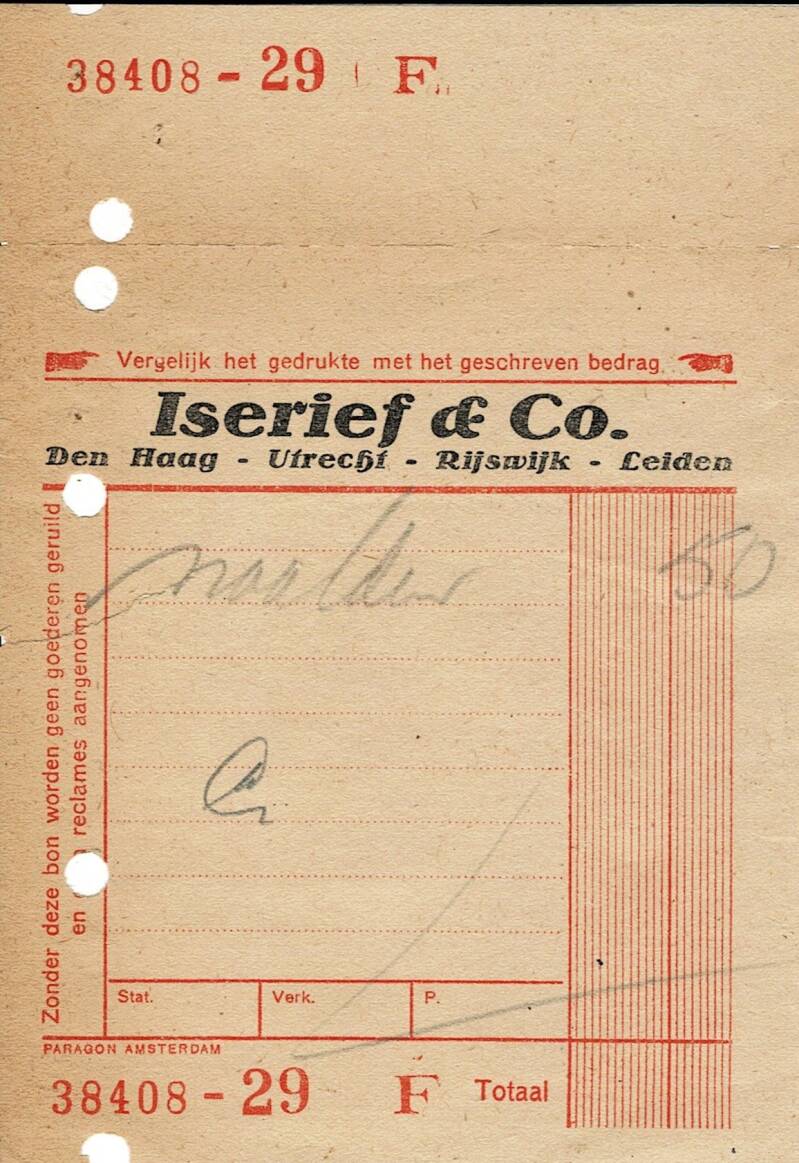 38408 - 29 F
Vergelijk het gedrukte met het geschreven bedrag
Iserief & Co.
Den Haag - Utrecht - Rijswijk - Leiden
Zonder deze bon worden geen goederen geruild
en reclames aangenomen
naalden 50
Stat. Verk. P.
PARAGON AMSTERDAM
38408 - 29 F Totaal